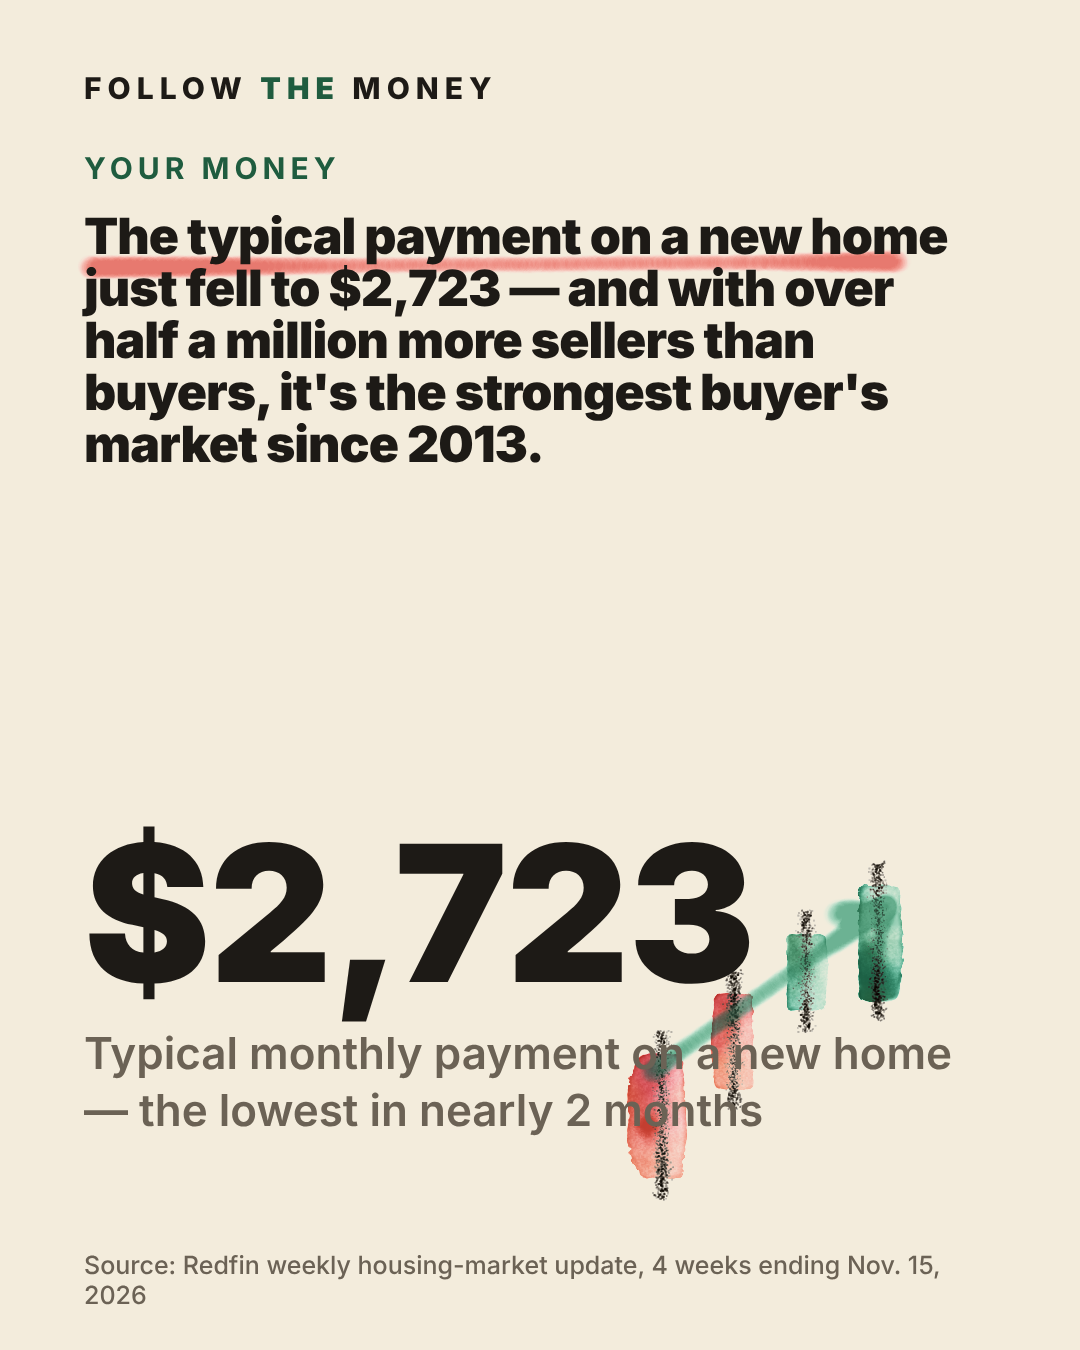 FOLLOW THE MONEY
YOUR MONEY
The typical payment on a new home
just fell to $2,723 — and with over
half a million more sellers than
buyers, it's the strongest buyer's
market since 2013.
$2,723
Typical monthly payment on a new home
— the lowest in nearly 2 months
Source: Redfin weekly housing-market update, 4 weeks ending Nov. 15,
2026